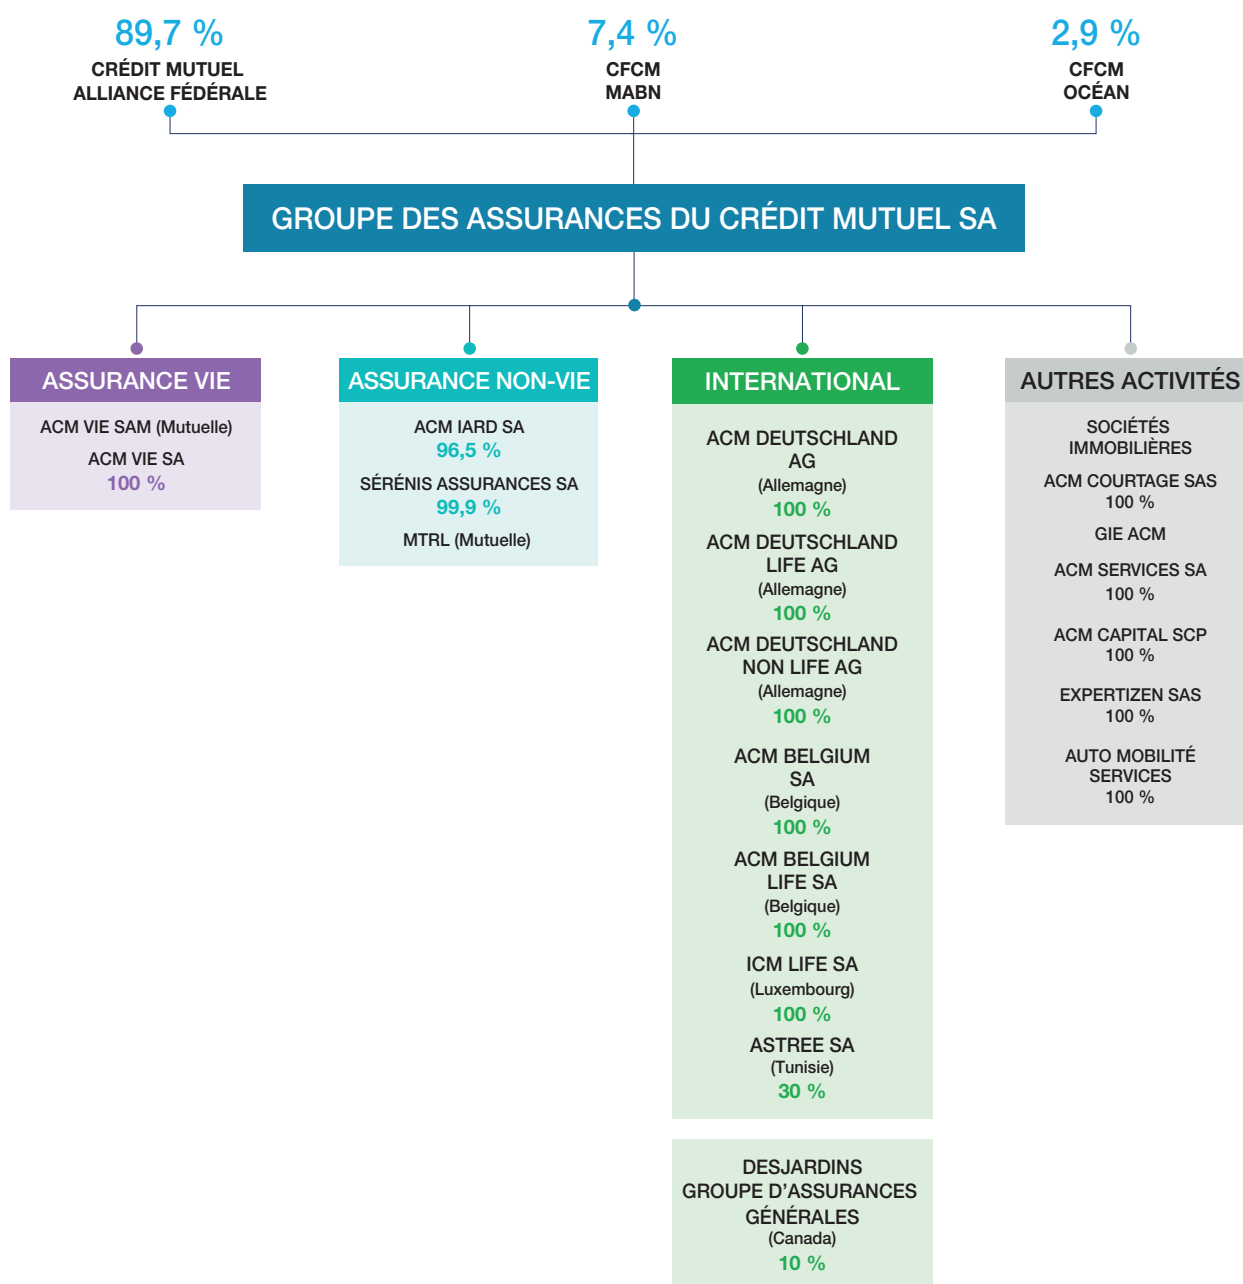 89,7 %
CRÉDIT MUTUEL
ALLIANCE FÉDÉRALE
7,4 %
CFCM
MABN
2,9 %
CFCM
OCÉAN
GROUPE DES ASSURANCES DU CRÉDIT MUTUEL SA
ASSURANCE VIE
ACM VIE SAM (Mutuelle)
ACM VIE SA
100 %
ASSURANCE NON-VIE
ACM IARD SA
96,5 %
SÉRÉNIS ASSURANCES SA
99,9 %
MTRL (Mutuelle)
INTERNATIONAL
ACM DEUTSCHLAND
AG
(Allemagne)
100 %
ACM DEUTSCHLAND
LIFE AG
(Allemagne)
100 %
ACM DEUTSCHLAND
NON LIFE AG
(Allemagne)
100 %
ACM BELGIUM
SA
(Belgique)
100 %
ACM BELGIUM
LIFE SA
(Belgique)
100 %
ICM LIFE SA
(Luxembourg)
100 %
ASTREE SA
(Tunisie)
30 %
DESJARDINS
GROUPE D’ASSURANCES
GÉNÉRALES
(Canada)
10 %
AUTRES ACTIVITÉS
SOCIÉTÉS
IMMOBILIÈRES
ACM COURTAGE SAS
100 %
GIE ACM
ACM SERVICES SA
100 %
ACM CAPITAL SCP
100 %
EXPERTIZEN SAS
100 %
AUTO MOBILITÉ
SERVICES
100 %